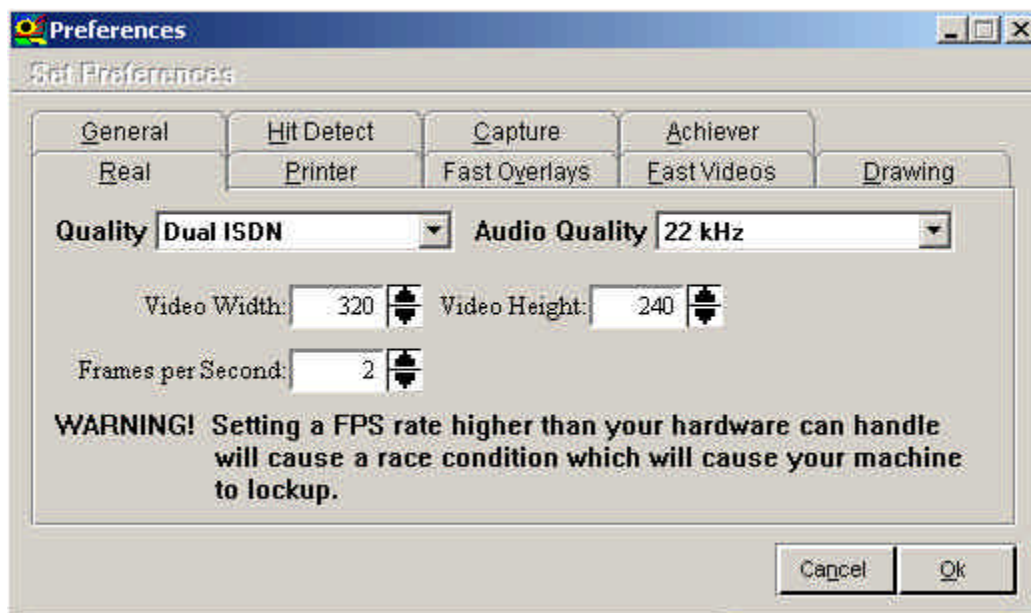 Preferences
Set Preferences
General Hit Detect Capture Achiever
Real Printer Fast Overlays Fast Videos Drawing
Quality Dual ISDN Audio Quality 22 kHz
Video Width: 320 Video Height: 240
Frames per Second: 2
WARNING! Setting a FPS rate higher than your hardware can handle
will cause a race condition which will cause your machine
to lockup.
Cancel Ok